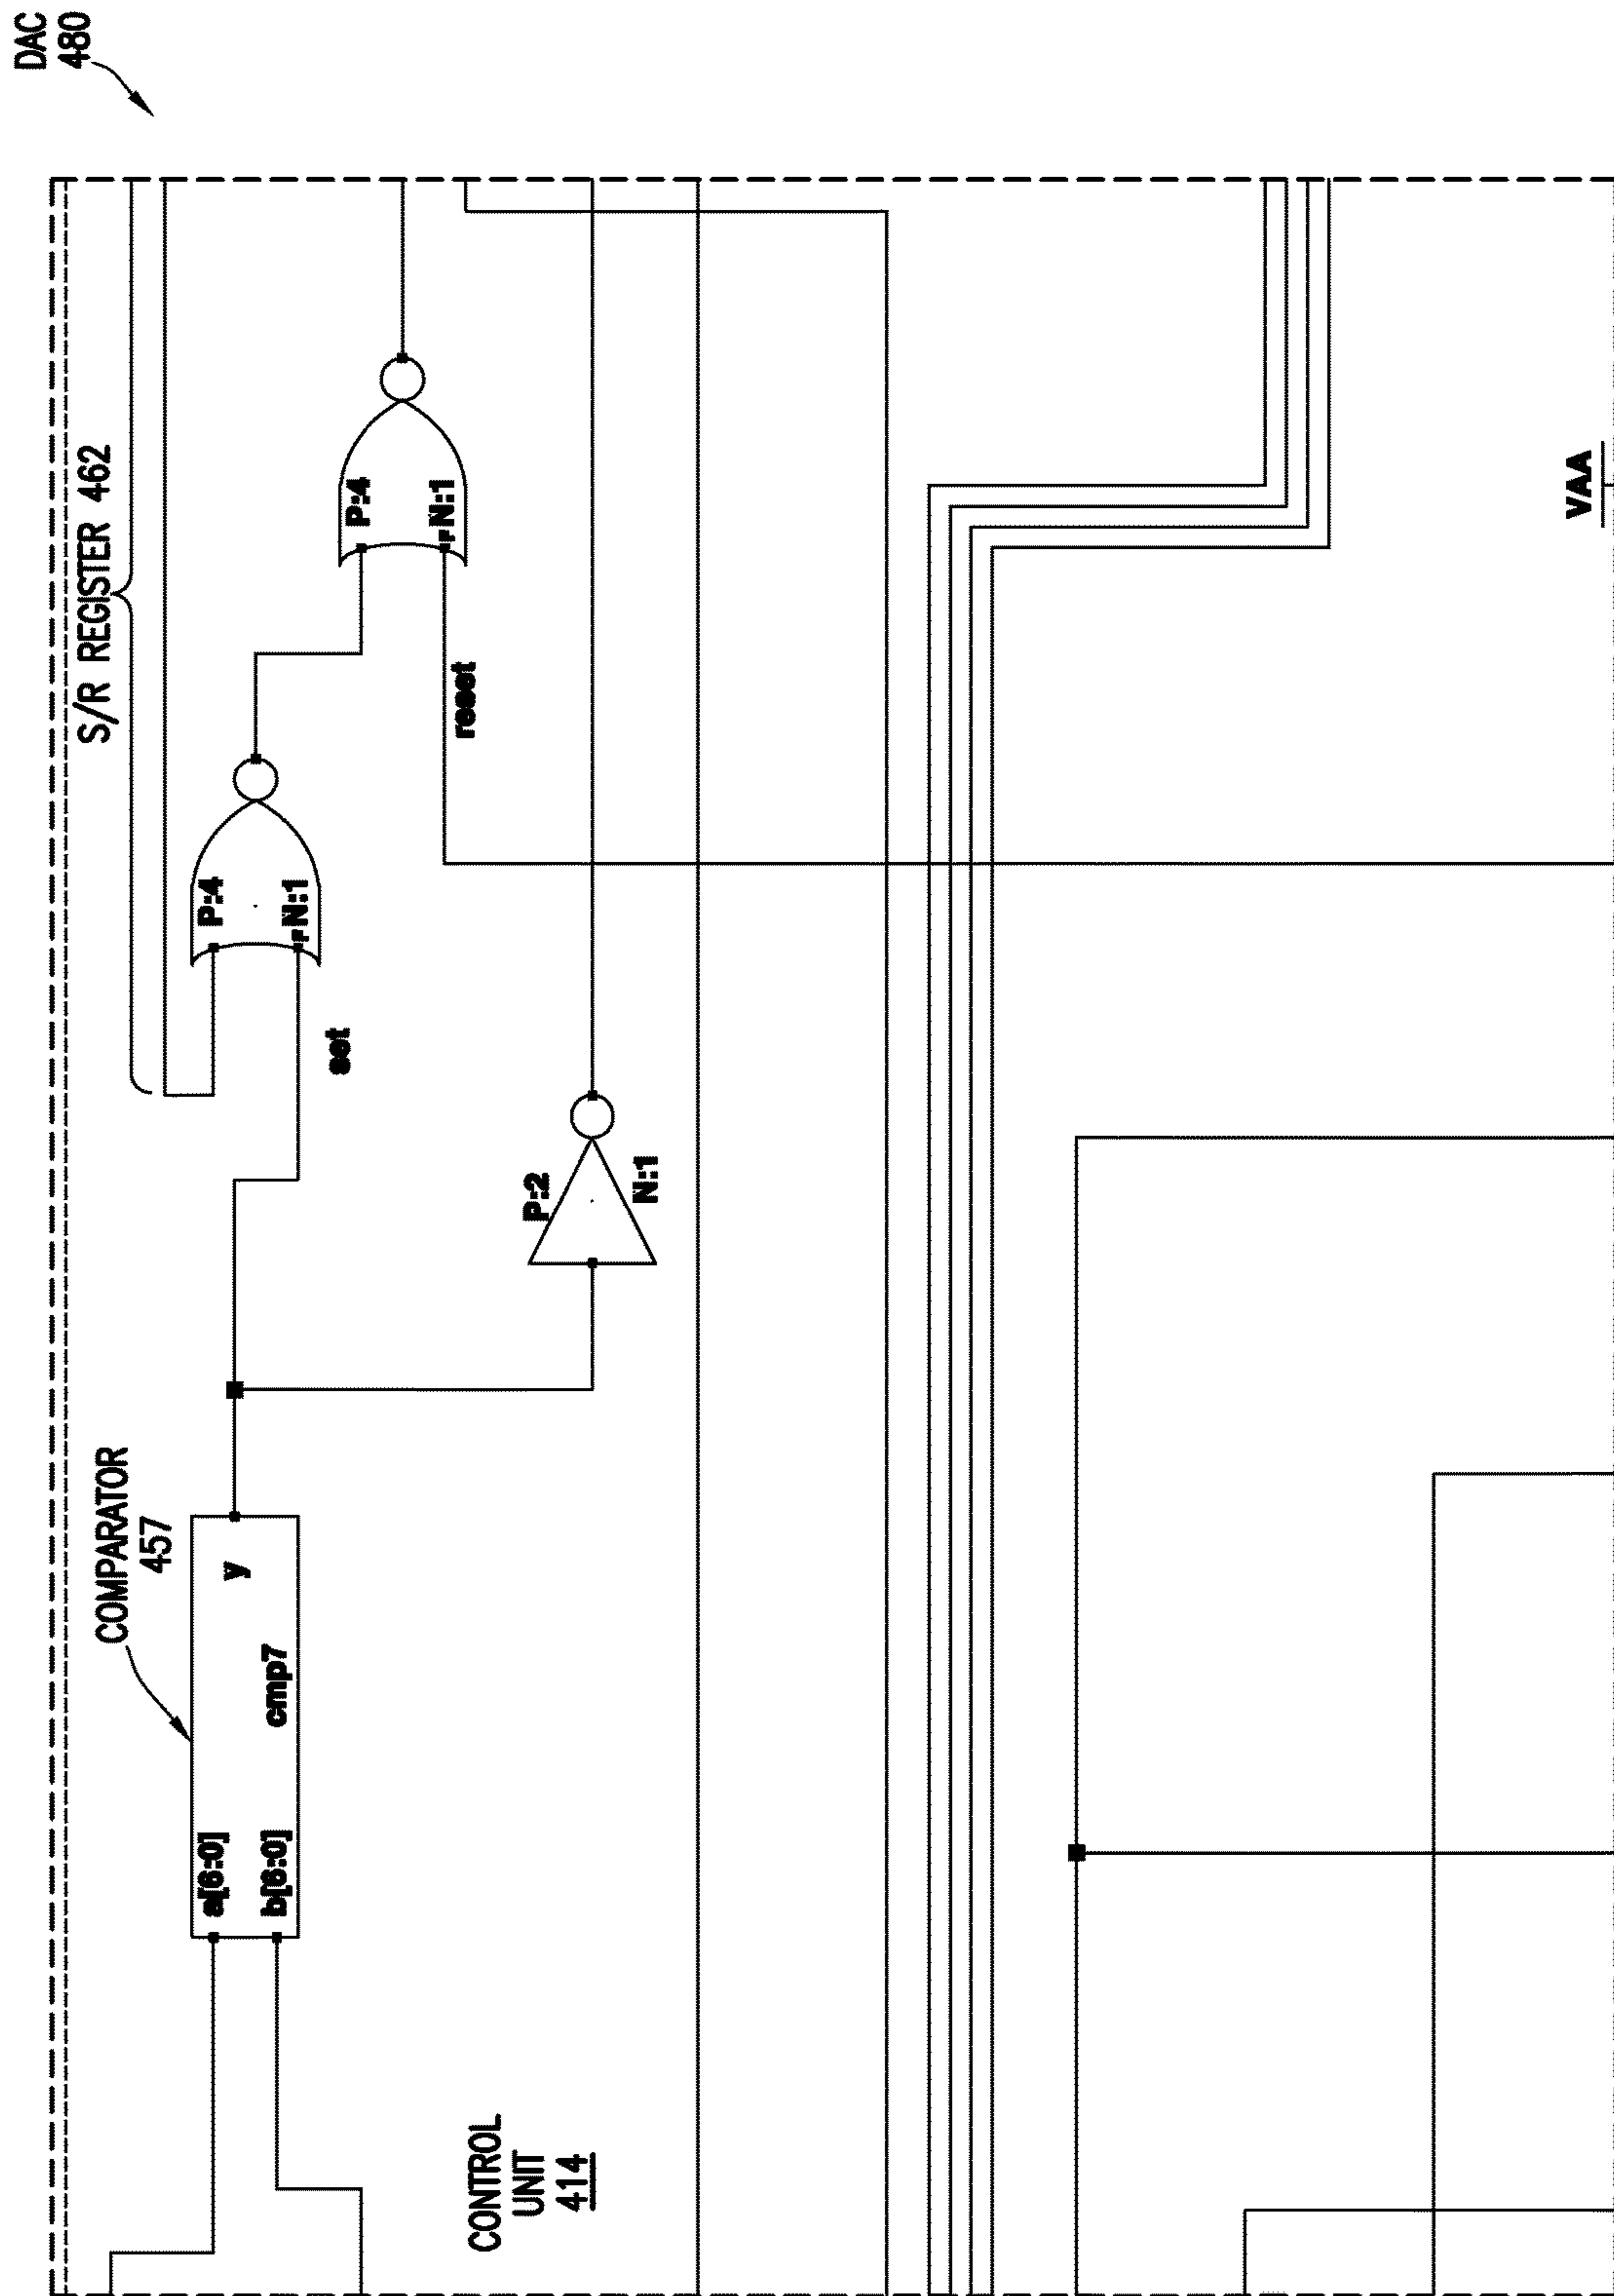 DAC
480
S/R REGISTER 462
P:4
N:1
reset
P:4
N:1
set
P:2
N:1
VAA
COMPARATOR
457
a[6:0]
b[6:0]
y
cmp7
CONTROL
UNIT
414